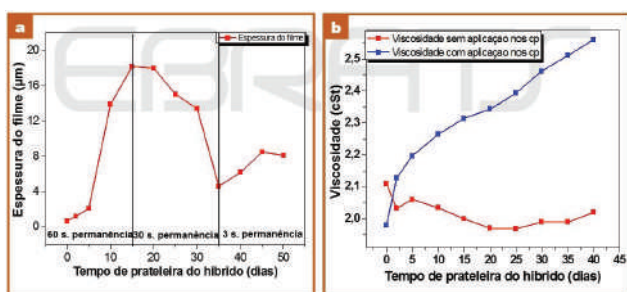 a
Espessura do filme
Espessura do filme (µm)
20
16
12
8
4
0
60 s. permanência
30 s. permanência
3 s. permanência
0
10
20
30
40
50
Tempo de prateleira do híbrido (dias)
b
Viscosidade sem aplicaçao nos cp
Viscosidade com aplicaçao nos cp
Viscosidade (cSt)
2,5
2,4
2,3
2,2
2,1
2,0
0
5
10
15
20
25
30
35
40
45
Tempo de prateleira do híbrido (dias)
EBRATS